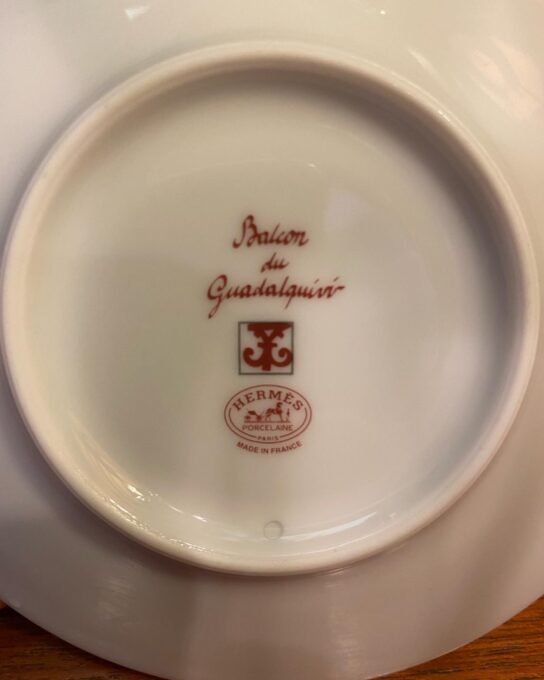 Balcon
du
Guadalquivir
HERMÈS
PORCELAINE
PARIS
MADE IN FRANCE